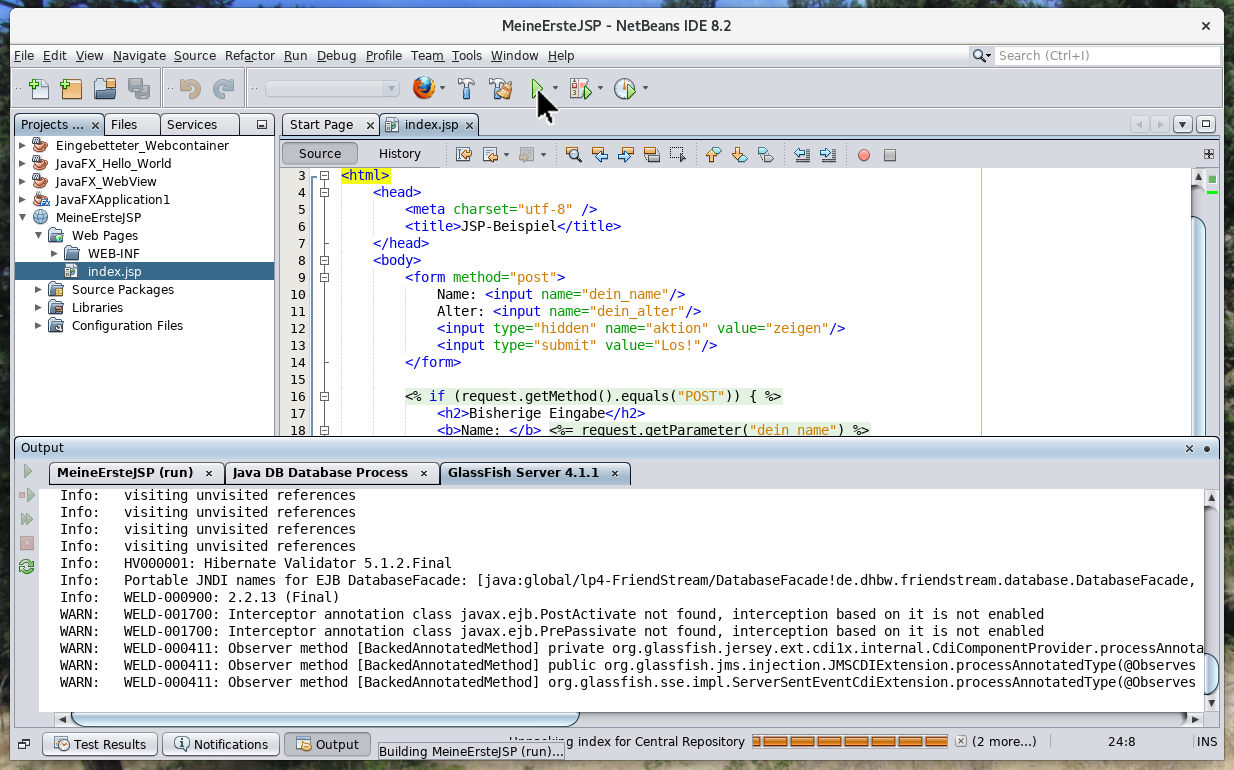 MeineErsteJSP - NetBeans IDE 8.2
File Edit View Navigate Source Refactor Run Debug Profile Team Tools Window Help
Search (Ctrl+I)
Projects ... Files Services
Start Page index.jsp
Eingebetteter_Webcontainer
JavaFX_Hello_World
JavaFX_WebView
JavaFXApplication1
MeineErsteJSP
Web Pages
WEB-INF
index.jsp
Source Packages
Libraries
Configuration Files
Source History
3 <html>
4 <head>
5 <meta charset="utf-8" />
6 <title>JSP-Beispiel</title>
7 </head>
8 <body>
9 <form method="post">
10 Name: <input name="dein_name"/>
11 Alter: <input name="dein_alter"/>
12 <input type="hidden" name="aktion" value="zeigen"/>
13 <input type="submit" value="Los!"/>
14 </form>
15
16 <% if (request.getMethod().equals("POST")) { %>
17 <h2>Bisherige Eingabe</h2>
18 <b>Name: </b> <%= request.getParameter("dein_name") %>
Output
MeineErsteJSP (run) Java DB Database Process GlassFish Server 4.1.1
Info: visiting unvisited references
Info: visiting unvisited references
Info: visiting unvisited references
Info: visiting unvisited references
Info: HV000001: Hibernate Validator 5.1.2.Final
Info: Portable JNDI names for EJB DatabaseFacade: [java:global/lp4-FriendStream/DatabaseFacade!de.dhbw.friendstream.database.DatabaseFacade,
Info: WELD-000900: 2.2.13 (Final)
WARN: WELD-001700: Interceptor annotation class javax.ejb.PostActivate not found, interception based on it is not enabled
WARN: WELD-001700: Interceptor annotation class javax.ejb.PrePassivate not found, interception based on it is not enabled
WARN: WELD-000411: Observer method [BackedAnnotatedMethod] private org.glassfish.jersey.ext.cdi1x.internal.CdiComponentProvider.processAnnota
WARN: WELD-000411: Observer method [BackedAnnotatedMethod] public org.glassfish.jms.injection.JMSCDIExtension.processAnnotatedType(@Observes
WARN: WELD-000411: Observer method [BackedAnnotatedMethod] org.glassfish.sse.impl.ServerSentEventCdiExtension.processAnnotatedType(@Observes
Test Results Notifications Output
Building MeineErsteJSP (run)...
Unpacking index for Central Repository (2 more...) 24:8 INS